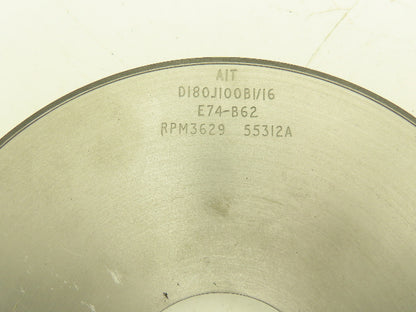 AIT
D180J100B1/16
E74-B62
RPM3629 55312A